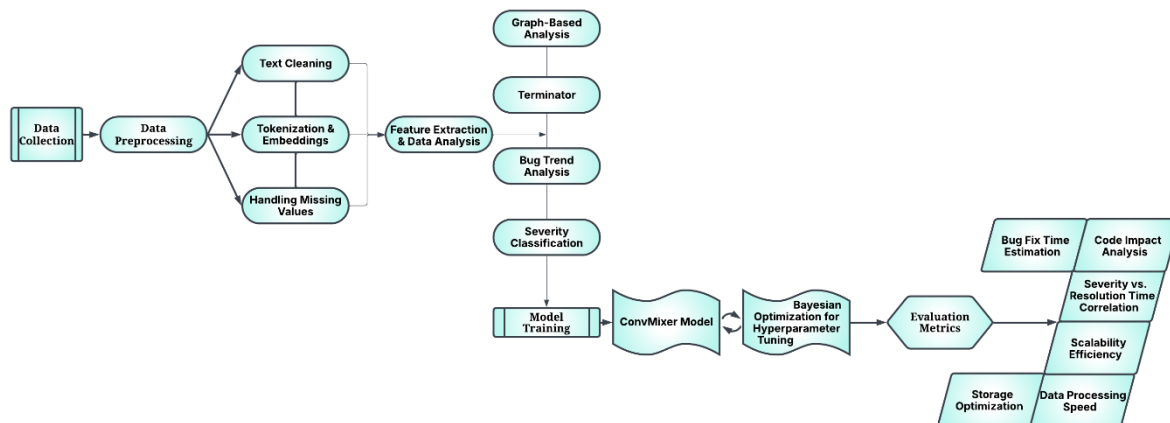 Graph-Based
Analysis
Text Cleaning
Terminator
Data
Collection
Data
Preprocessing
Tokenization &
Embeddings
Feature Extraction
& Data Analysis
Bug Trend
Analysis
Handling Missing
Values
Severity
Classification
Bug Fix Time
Estimation
Code Impact
Analysis
Severity vs.
Resolution Time
Correlation
Model
Training
ConvMixer Model
Bayesian
Optimization for
Hyperparameter
Tuning
Evaluation
Metrics
Scalability
Efficiency
Storage
Optimization
Data Processing
Speed